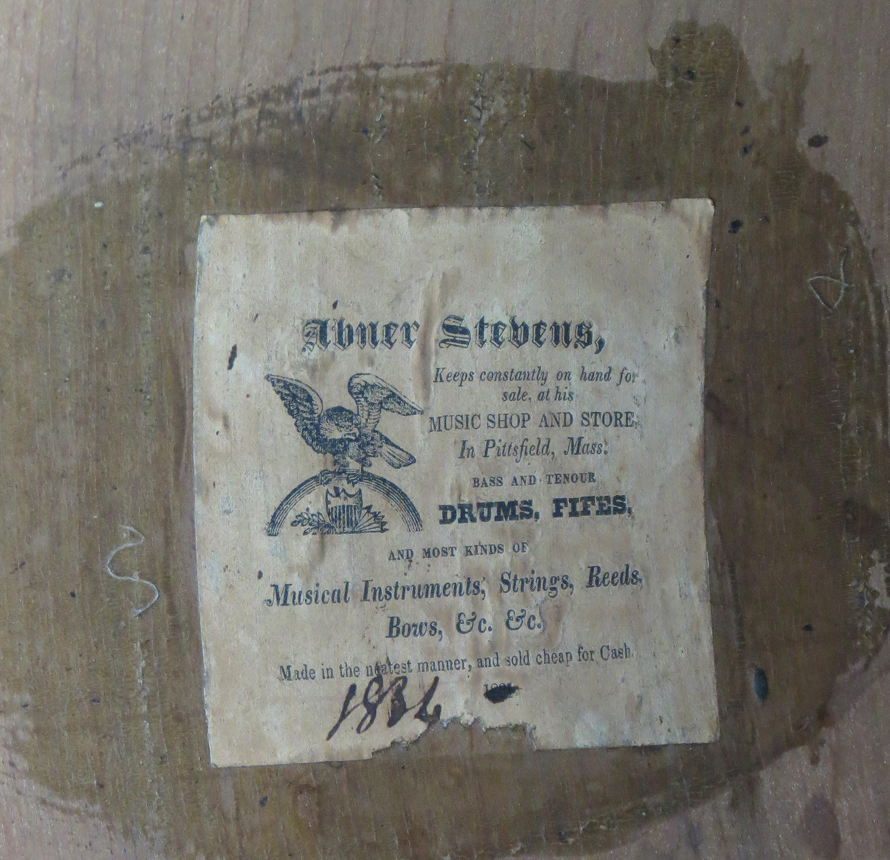 Abner Stevens,
Keeps constantly on hand for
sale, at his
MUSIC SHOP AND STORE,
In Pittsfield, Mass.
BASS AND TENOUR
DRUMS, FIFES,
AND MOST KINDS OF
Musical Instruments, Strings, Reeds,
Bows, &c. &c.
Made in the neatest manner, and sold cheap for Cash.
1836